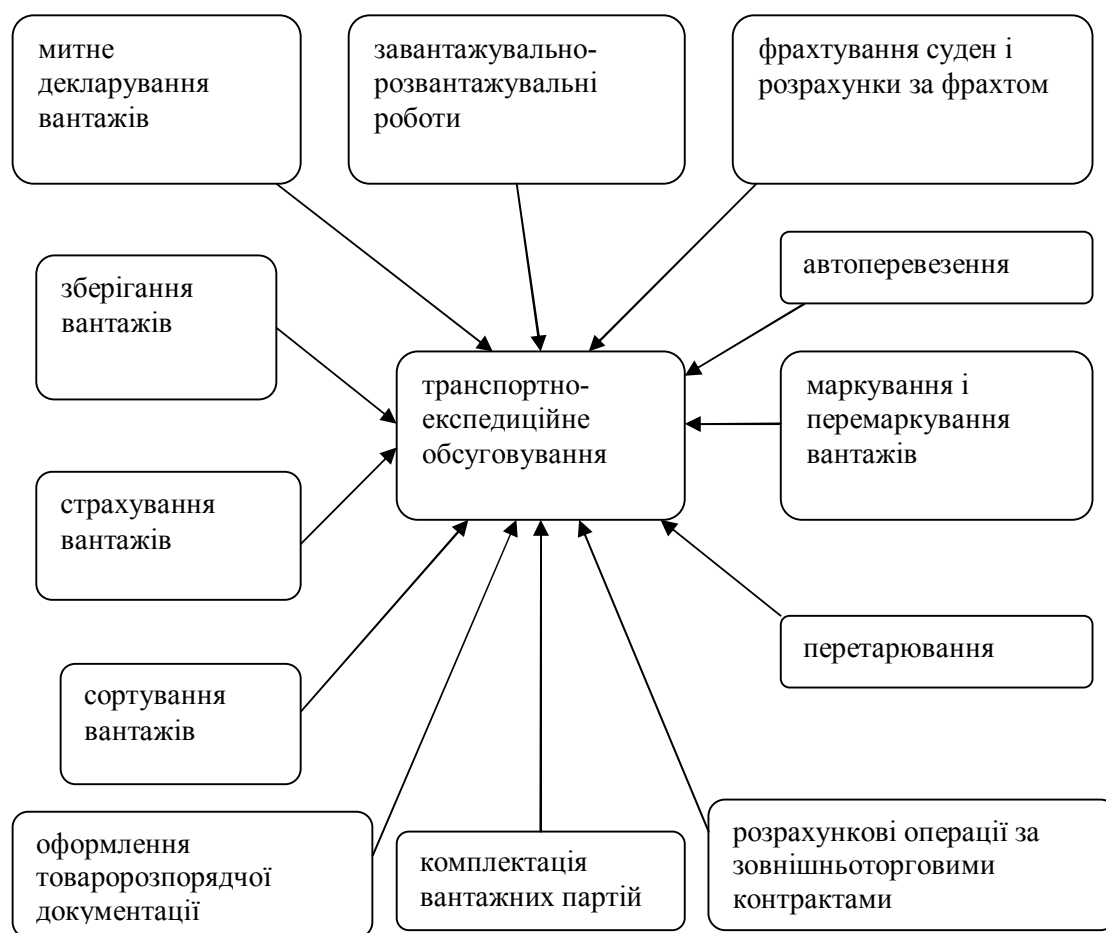 митне
декларування
вантажів
завантажувально-
розвантажувальні
роботи
фрахтування суден і
розрахунки за фрахтом
автоперевезення
зберігання
вантажів
транспортно-
експедиційне
обсуговування
маркування і
перемаркування
вантажів
страхування
вантажів
перетарювання
сортування
вантажів
оформлення
товаророзпорядчої
документації
комплектація
вантажних партій
розрахункові операції за
зовнішньоторговими
контрактами